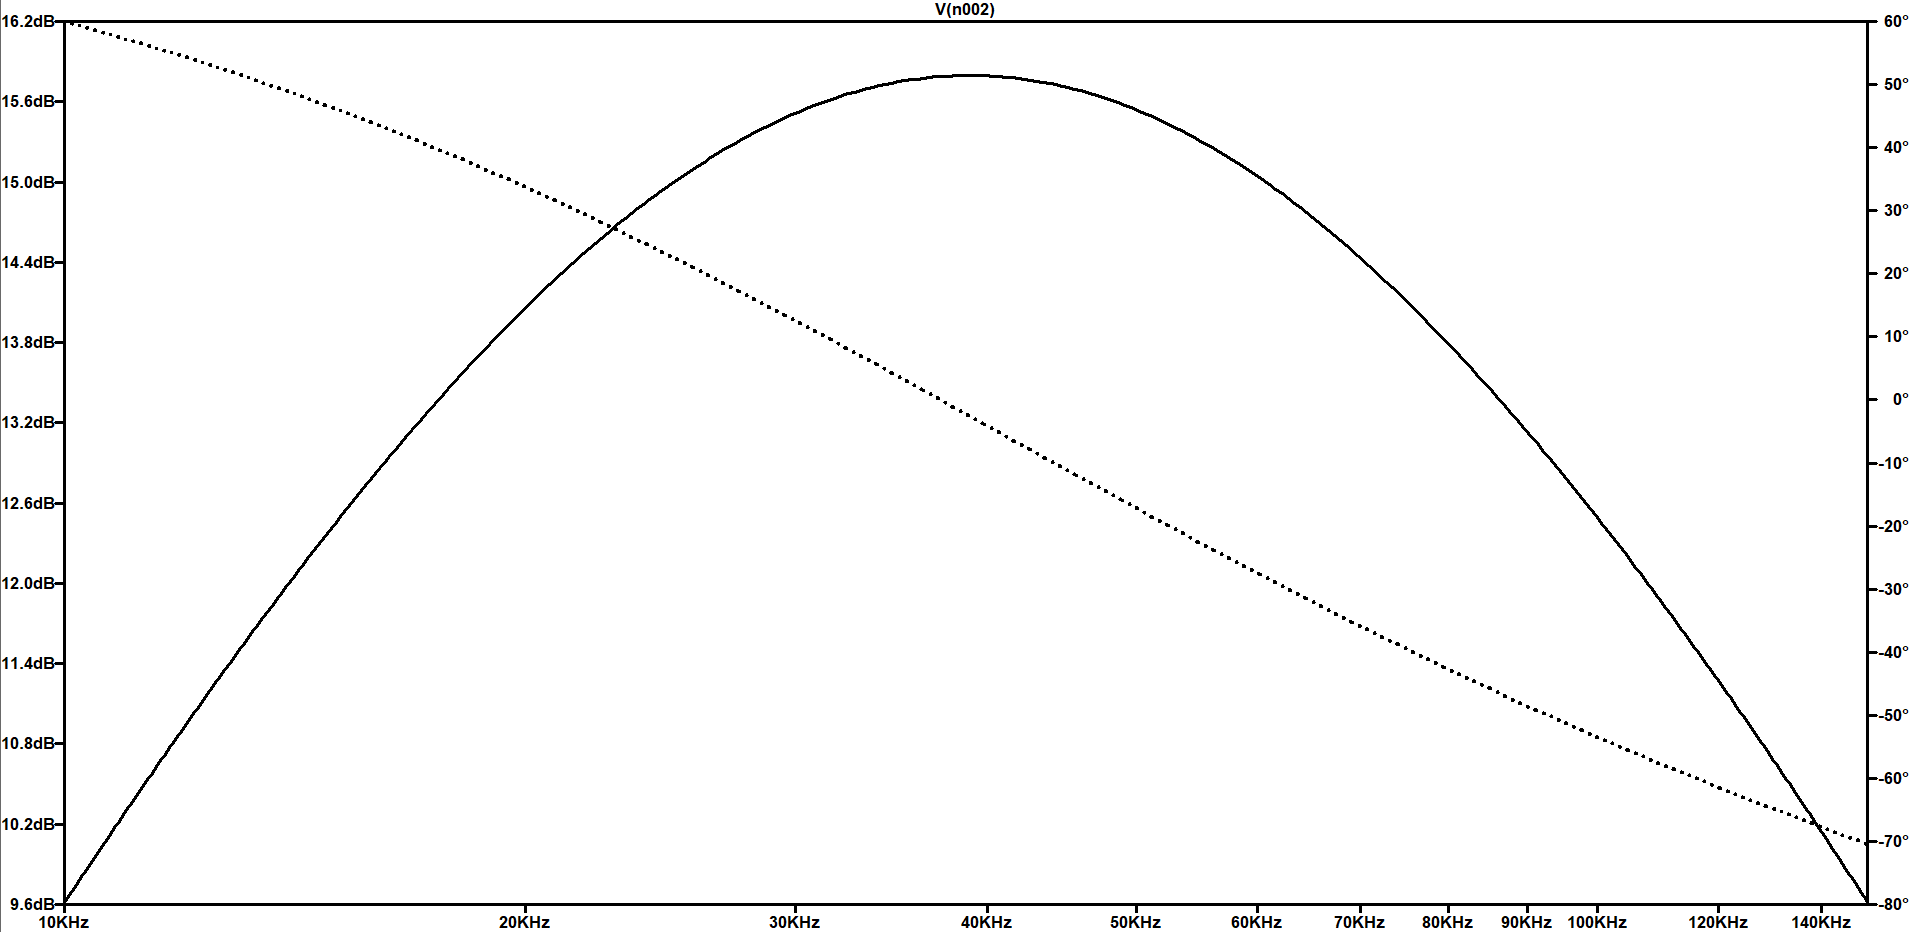 V(n002)
16.2dB
15.6dB
15.0dB
14.4dB
13.8dB
13.2dB
12.6dB
12.0dB
11.4dB
10.8dB
10.2dB
9.6dB
60°
50°
40°
30°
20°
10°
0°
-10°
-20°
-30°
-40°
-50°
-60°
-70°
-80°
10KHz 20KHz 30KHz 40KHz 50KHz 60KHz 70KHz 80KHz 90KHz 100KHz 120KHz 140KHz